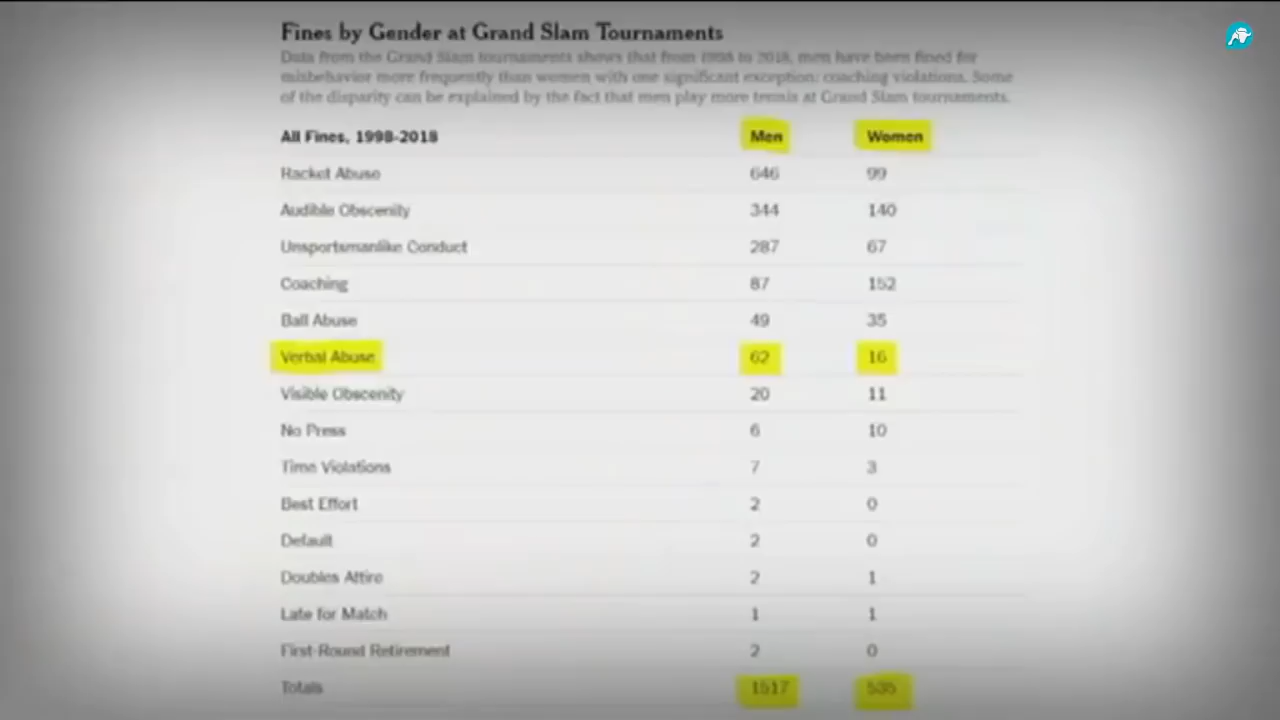 Fines by Gender at Grand Slam Tournaments
Data from the Grand Slam tournaments shows that from 1998 to 2018, men have been fined for
misbehavior more frequently than women with one significant exception: coaching violations. Some
of the disparity can be explained by the fact that men play more tennis at Grand Slam tournaments.
All Fines, 1998-2018 Men Women
Racket Abuse 646 99
Audible Obscenity 344 140
Unsportsmanlike Conduct 287 67
Coaching 87 152
Ball Abuse 49 35
Verbal Abuse 62 16
Visible Obscenity 20 11
No Press 6 10
Time Violations 7 3
Best Effort 2 0
Default 2 0
Doubles Attire 2 1
Late for Match 1 1
First-Round Retirement 2 0
Totals 1517 535